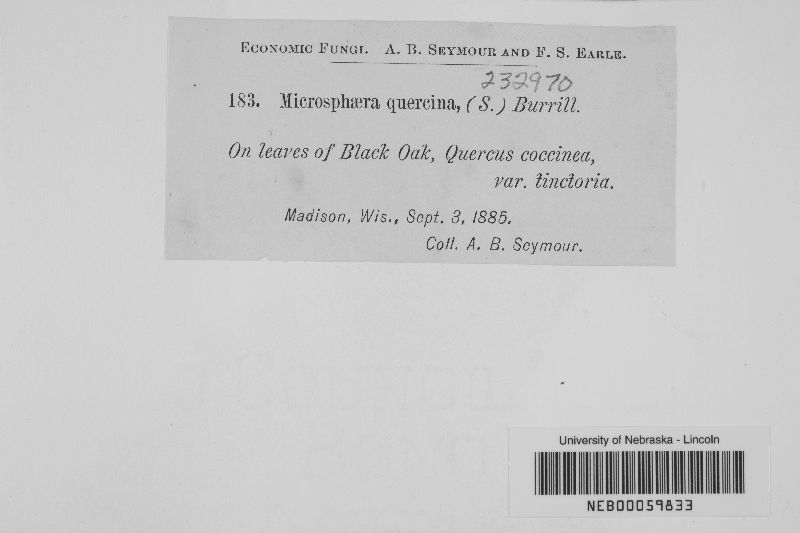 Economic Fungi. A. B. Seymour and F. S. Earle.
232970
183. Microsphæra quercina, (S.) Burrill.
On leaves of Black Oak, Quercus coccinea,
var. tinctoria.
Madison, Wis., Sept. 3, 1885.
Coll. A. B. Seymour.
University of Nebraska - Lincoln
NEB00059833